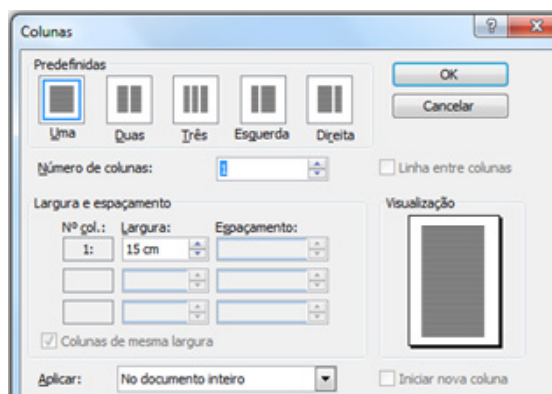 Colunas
Predefinidas
Uma Duas Três Esquerda Direita
OK
Cancelar
Número de colunas: 1
Linha entre colunas
Largura e espaçamento
Nº col.: Largura: Espaçamento:
1: 15 cm
Colunas de mesma largura
Visualização
Aplicar: No documento inteiro
Iniciar nova coluna